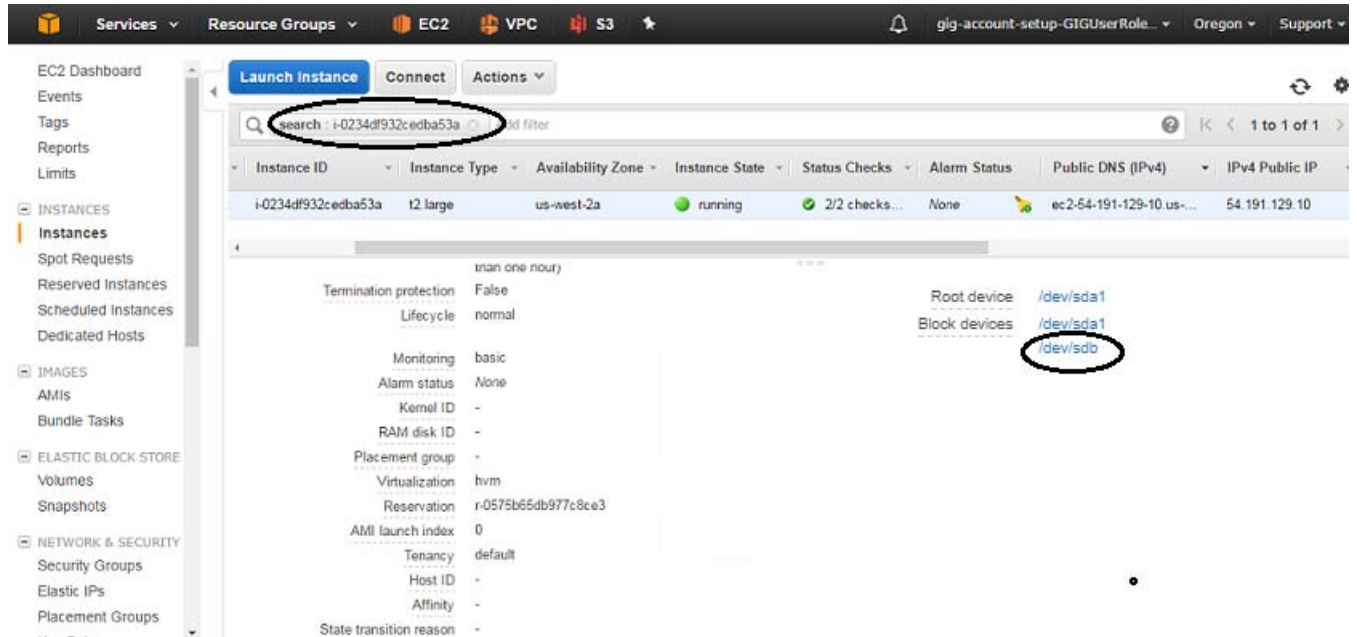 Services Resource Groups EC2 VPC S3 gig-account-setup-GIGUserRole... Oregon Support
EC2 Dashboard
Events
Tags
Reports
Limits
INSTANCES
Instances
Spot Requests
Reserved Instances
Scheduled Instances
Dedicated Hosts
IMAGES
AMIs
Bundle Tasks
ELASTIC BLOCK STORE
Volumes
Snapshots
NETWORK & SECURITY
Security Groups
Elastic IPs
Placement Groups
Launch Instance Connect Actions
search : i-0234df932cedba53a add filter 1 to 1 of 1
Instance ID Instance Type Availability Zone Instance State Status Checks Alarm Status Public DNS (IPv4) IPv4 Public IP
i-0234df932cedba53a t2.large us-west-2a running 2/2 checks... None ec2-54-191-129-10.us-... 54.191.129.10
than one hour)
Termination protection False
Lifecycle normal
Monitoring basic
Alarm status None
Kernel ID -
RAM disk ID -
Placement group -
Virtualization hvm
Reservation r-0575b65db977c8ce3
AMI launch index 0
Tenancy default
Host ID -
Affinity -
State transition reason -
Root device /dev/sda1
Block devices /dev/sda1
/dev/sdb